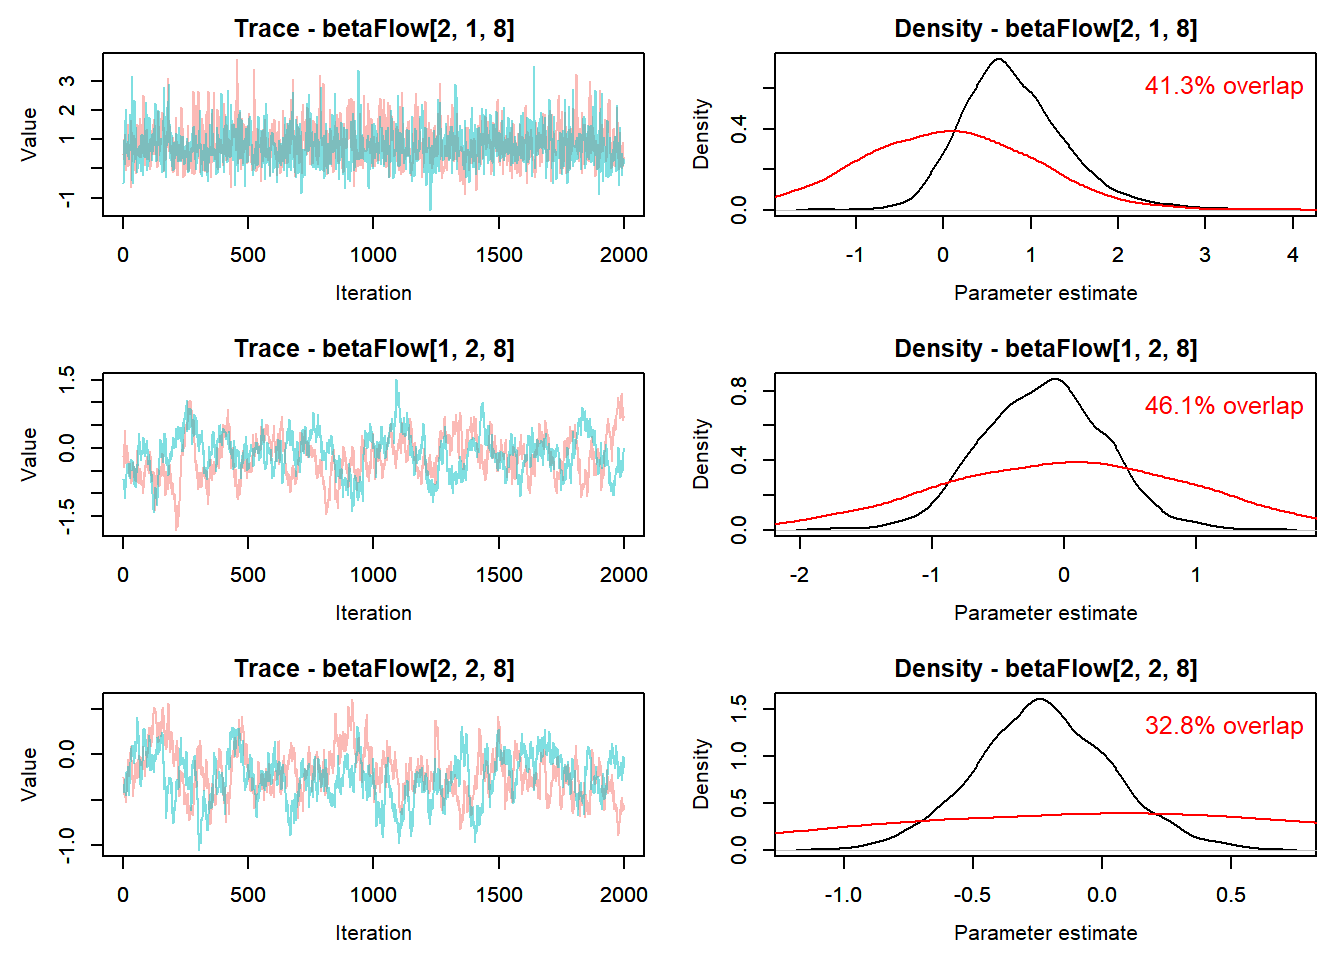 Trace - betaFlow[2, 1, 8]
Value
-1
1
2
3
0
500
1000
1500
2000
Iteration
Density - betaFlow[2, 1, 8]
41.3% overlap
Density
0.0
0.4
-1
0
1
2
3
4
Parameter estimate
Trace - betaFlow[1, 2, 8]
Value
-1.5
0.0
1.5
0
500
1000
1500
2000
Iteration
Density - betaFlow[1, 2, 8]
46.1% overlap
Density
0.0
0.4
0.8
-2
-1
0
1
Parameter estimate
Trace - betaFlow[2, 2, 8]
Value
-1.0
0.0
0
500
1000
1500
2000
Iteration
Density - betaFlow[2, 2, 8]
32.8% overlap
Density
0.0
0.5
1.0
1.5
-1.0
-0.5
0.0
0.5
Parameter estimate